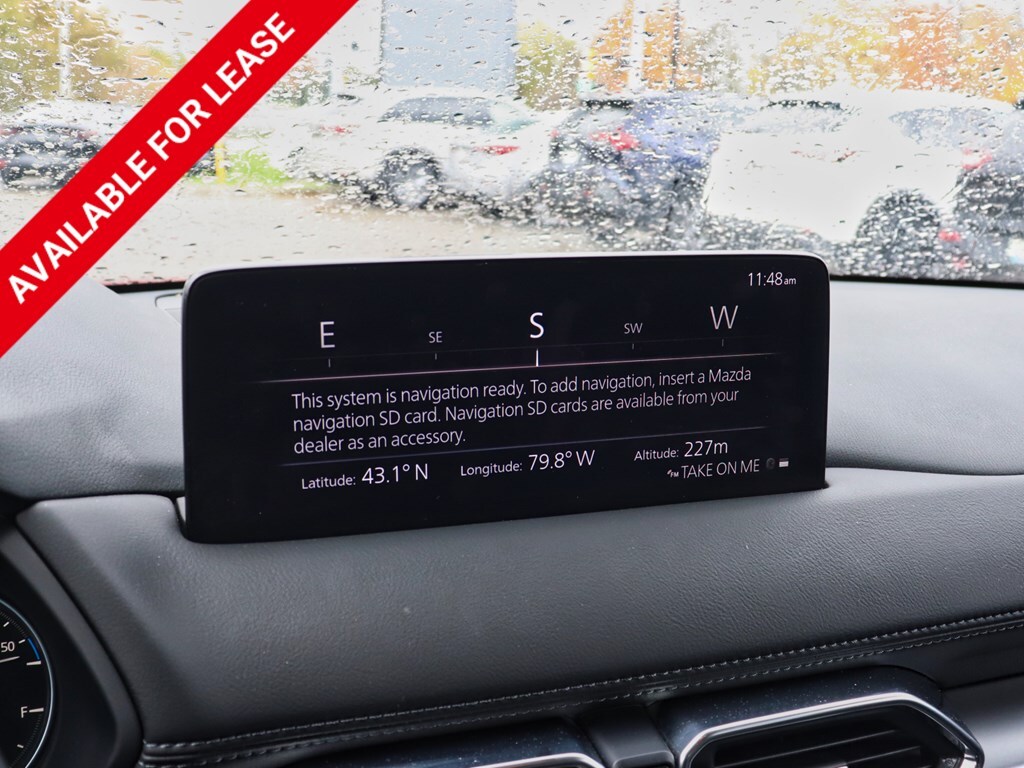 AVAILABLE FOR LEASE
11:48am
E SE S SW W
This system is navigation ready. To add navigation, insert a Mazda
navigation SD card. Navigation SD cards are available from your
dealer as an accessory.
Latitude: 43.1° N Longitude: 79.8° W Altitude: 227m
FM TAKE ON ME
50
F